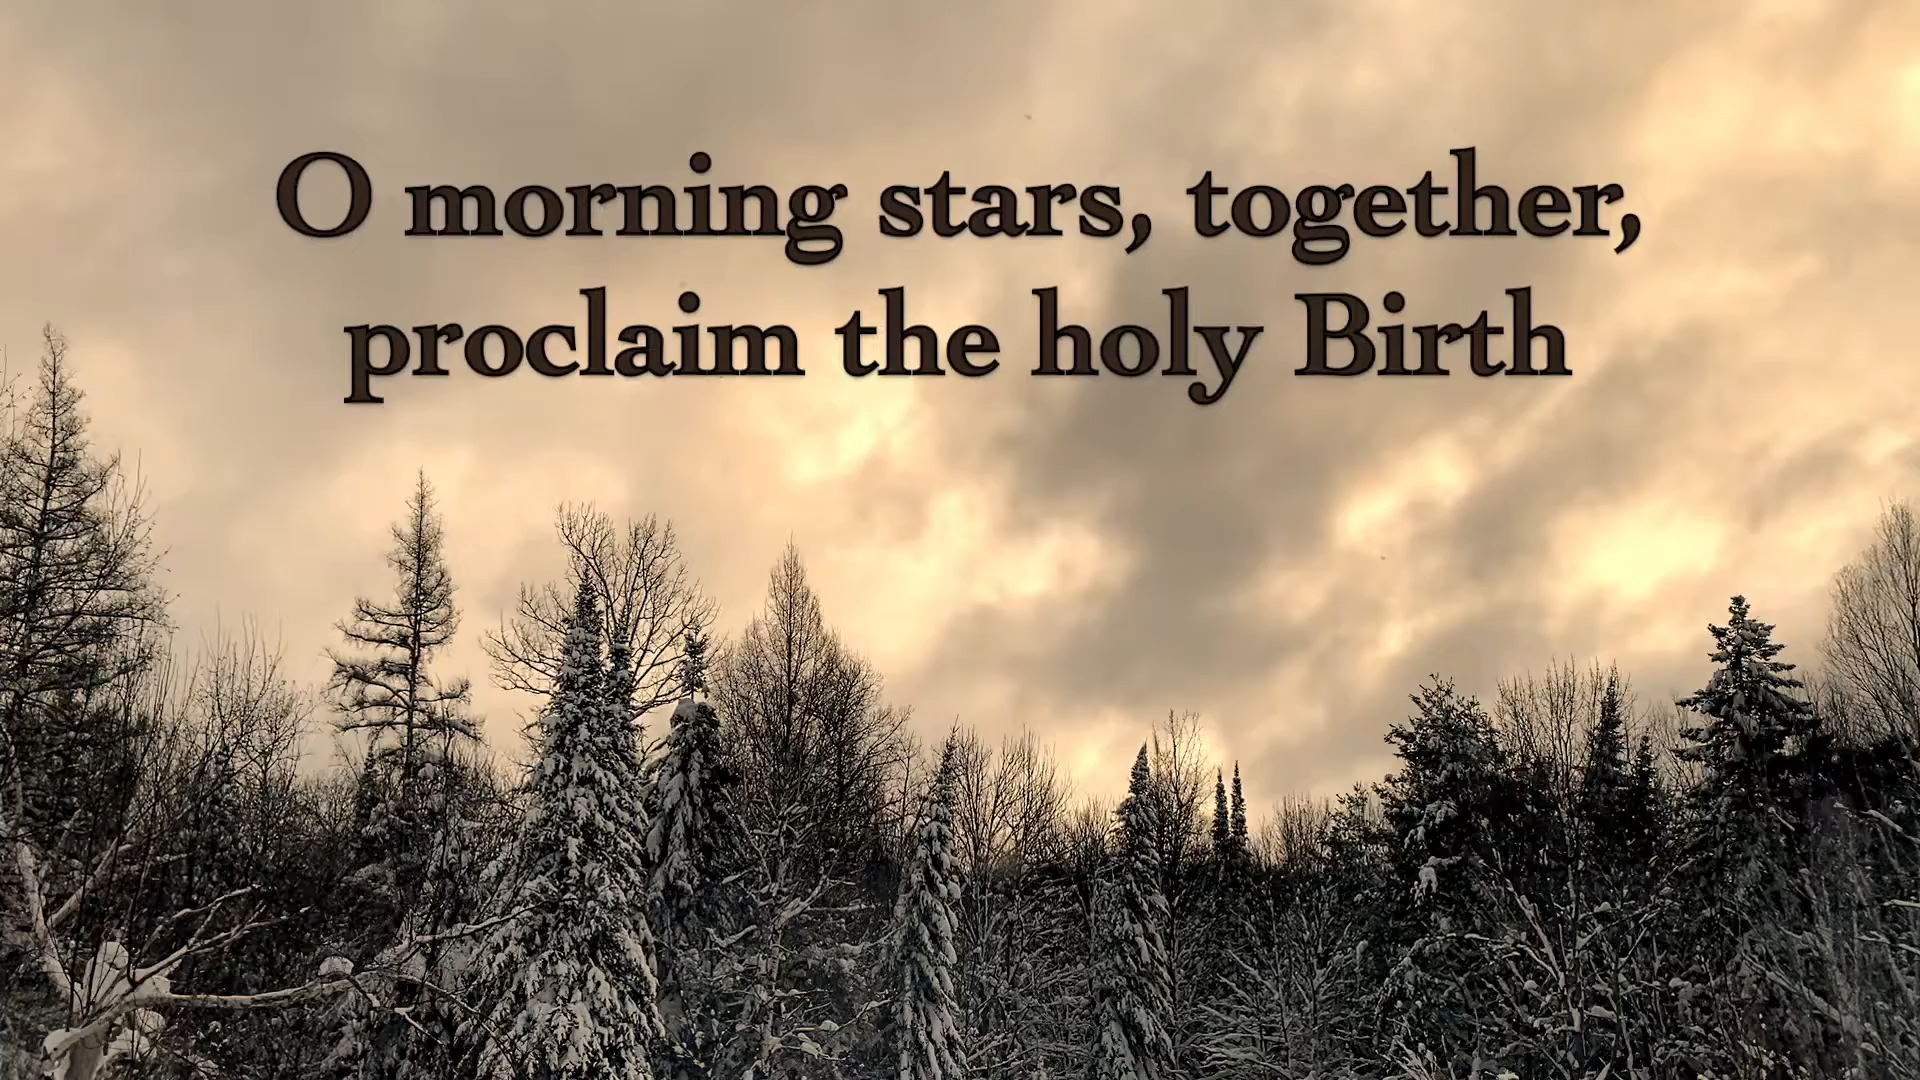 O morning stars, together,
proclaim the holy Birth